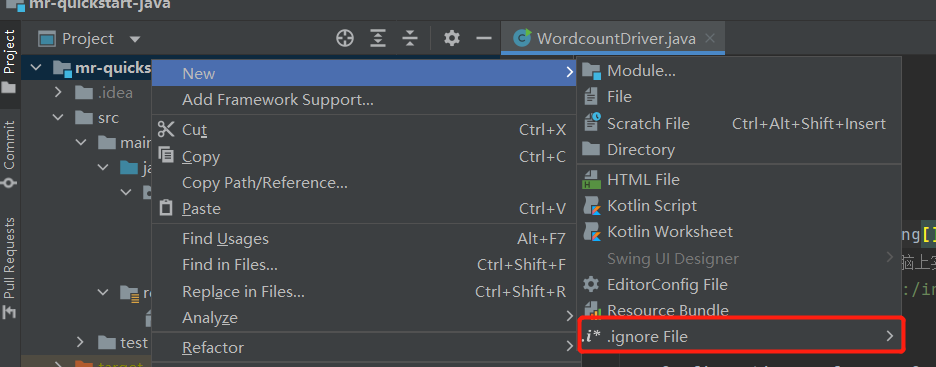 mr-quickstart-java
Project
Project
WordcountDriver.java
mr-quicks
.idea
src
main
test
target
Commit
Pull Requests
New
Add Framework Support...
Cut Ctrl+X
Copy Ctrl+C
Copy Path/Reference...
Paste Ctrl+V
Find Usages Alt+F7
Find in Files... Ctrl+Shift+F
Replace in Files... Ctrl+Shift+R
Analyze
Refactor
Module...
File
Scratch File Ctrl+Alt+Shift+Insert
Directory
HTML File
Kotlin Script
Kotlin Worksheet
Swing UI Designer
EditorConfig File
Resource Bundle
.i* .ignore File
ng[]
脑上实
:/in